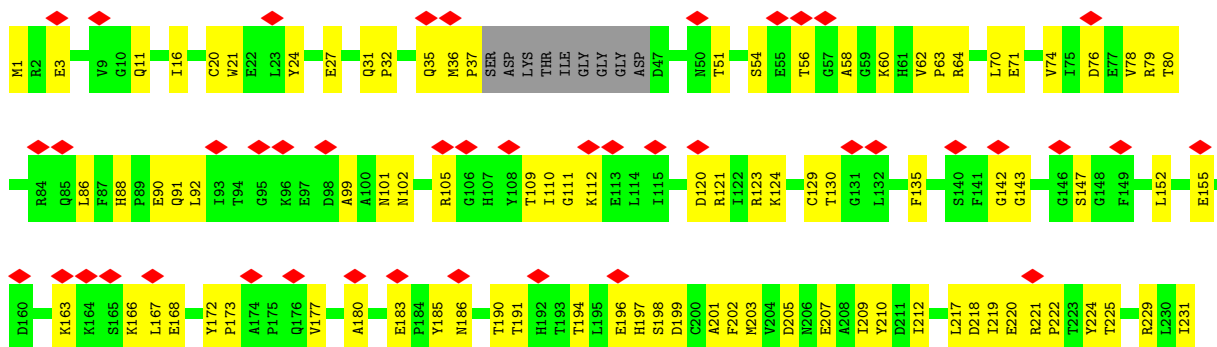 M1 R2 E3 V9 G10 Q11 I16 C20 W21 E22 L23 Y24 E27 Q31 P32 Q35 M36 P37 SER ASP LYS THR ILE GLY GLY GLY ASP D47 N50 T51 S54 E55 T56 G57 A58 G59 K60 H61 V62 P63 R64 L70 E71 V74 I75 D76 E77 V78 R79 T80
R84 Q85 L86 F87 H88 P89 E90 Q91 L92 I93 T94 G95 K96 E97 D98 A99 A100 N101 N102 R105 G106 H107 Y108 T109 I110 G111 K112 E113 L114 I115 D120 R121 I122 R123 K124 C129 T130 G131 L132 F135 S140 F141 G142 G143 G146 S147 G148 F149 L152 E155
D160 K163 K164 S165 K166 L167 E168 Y172 P173 A174 P175 Q176 V177 A180 E183 P184 Y185 N186 T190 T191 H192 T193 T194 L195 E196 H197 S198 D199 C200 A201 F202 M203 V204 D205 N206 E207 A208 I209 Y210 D211 I212 L217 D218 I219 E220 R221 P222 T223 Y224 T225 R229 L230 I231